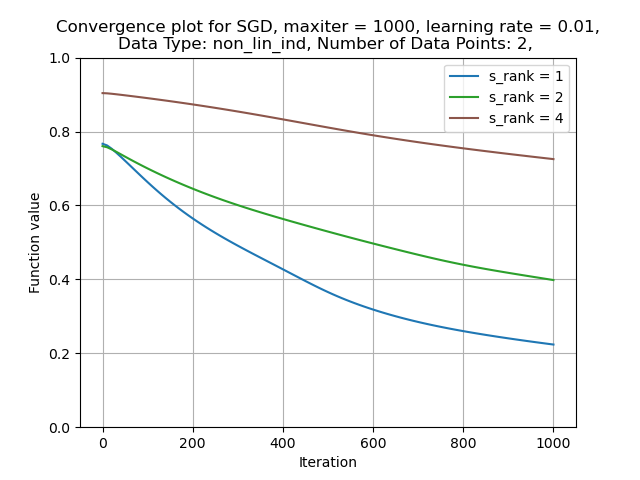 Convergence plot for SGD, maxiter = 1000, learning rate = 0.01,
Data Type: non_lin_ind, Number of Data Points: 2,
s_rank = 1
s_rank = 2
s_rank = 4
Function value
1.0
0.8
0.6
0.4
0.2
0.0
0 200 400 600 800 1000
Iteration